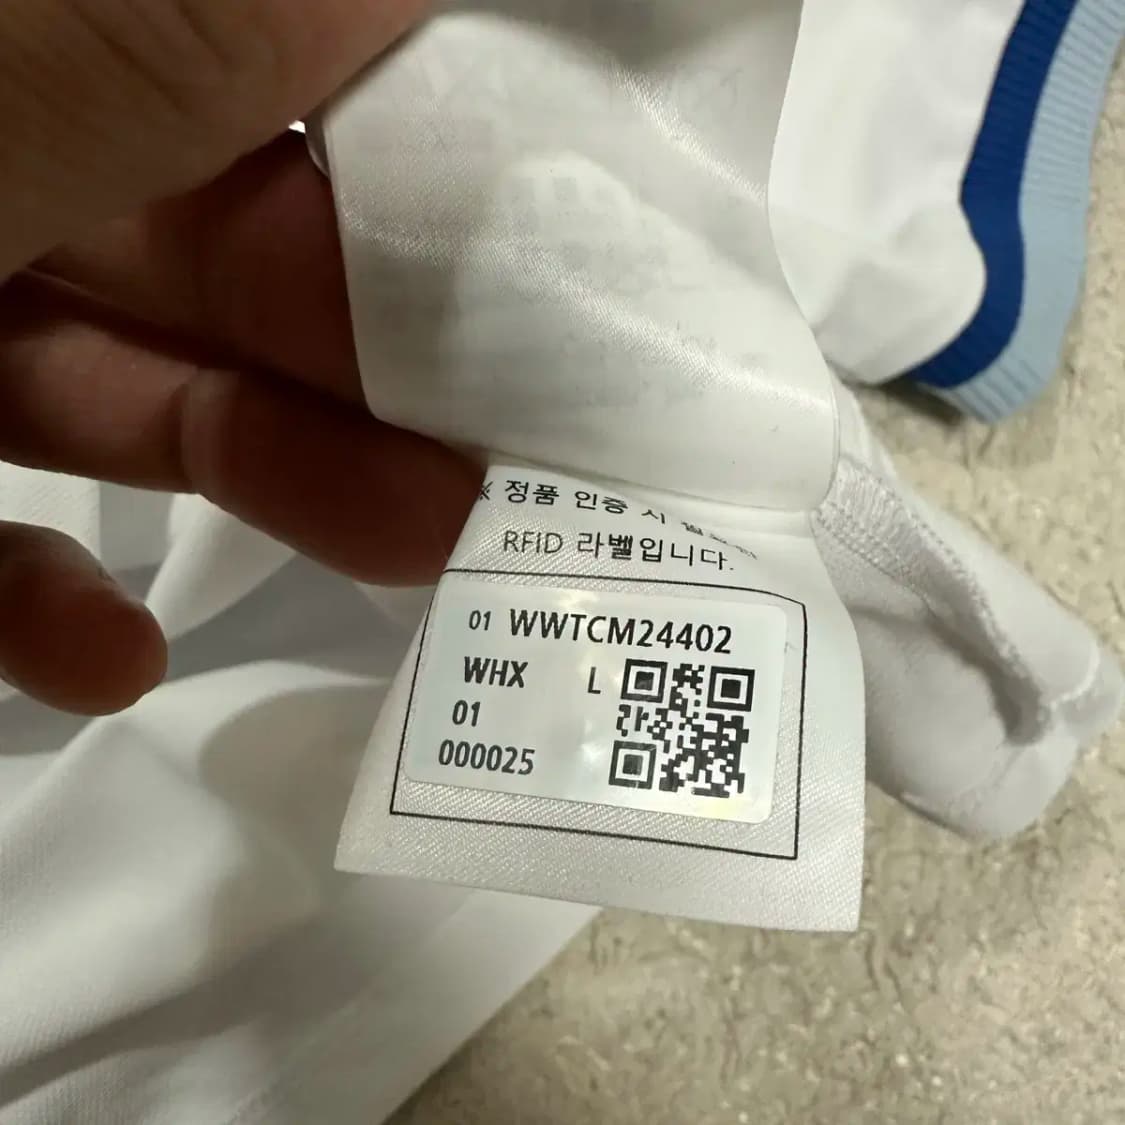 ※ 정품 인증 시
RFID 라벨입니다.
01 WWTCM24402
WHX L
01
000025